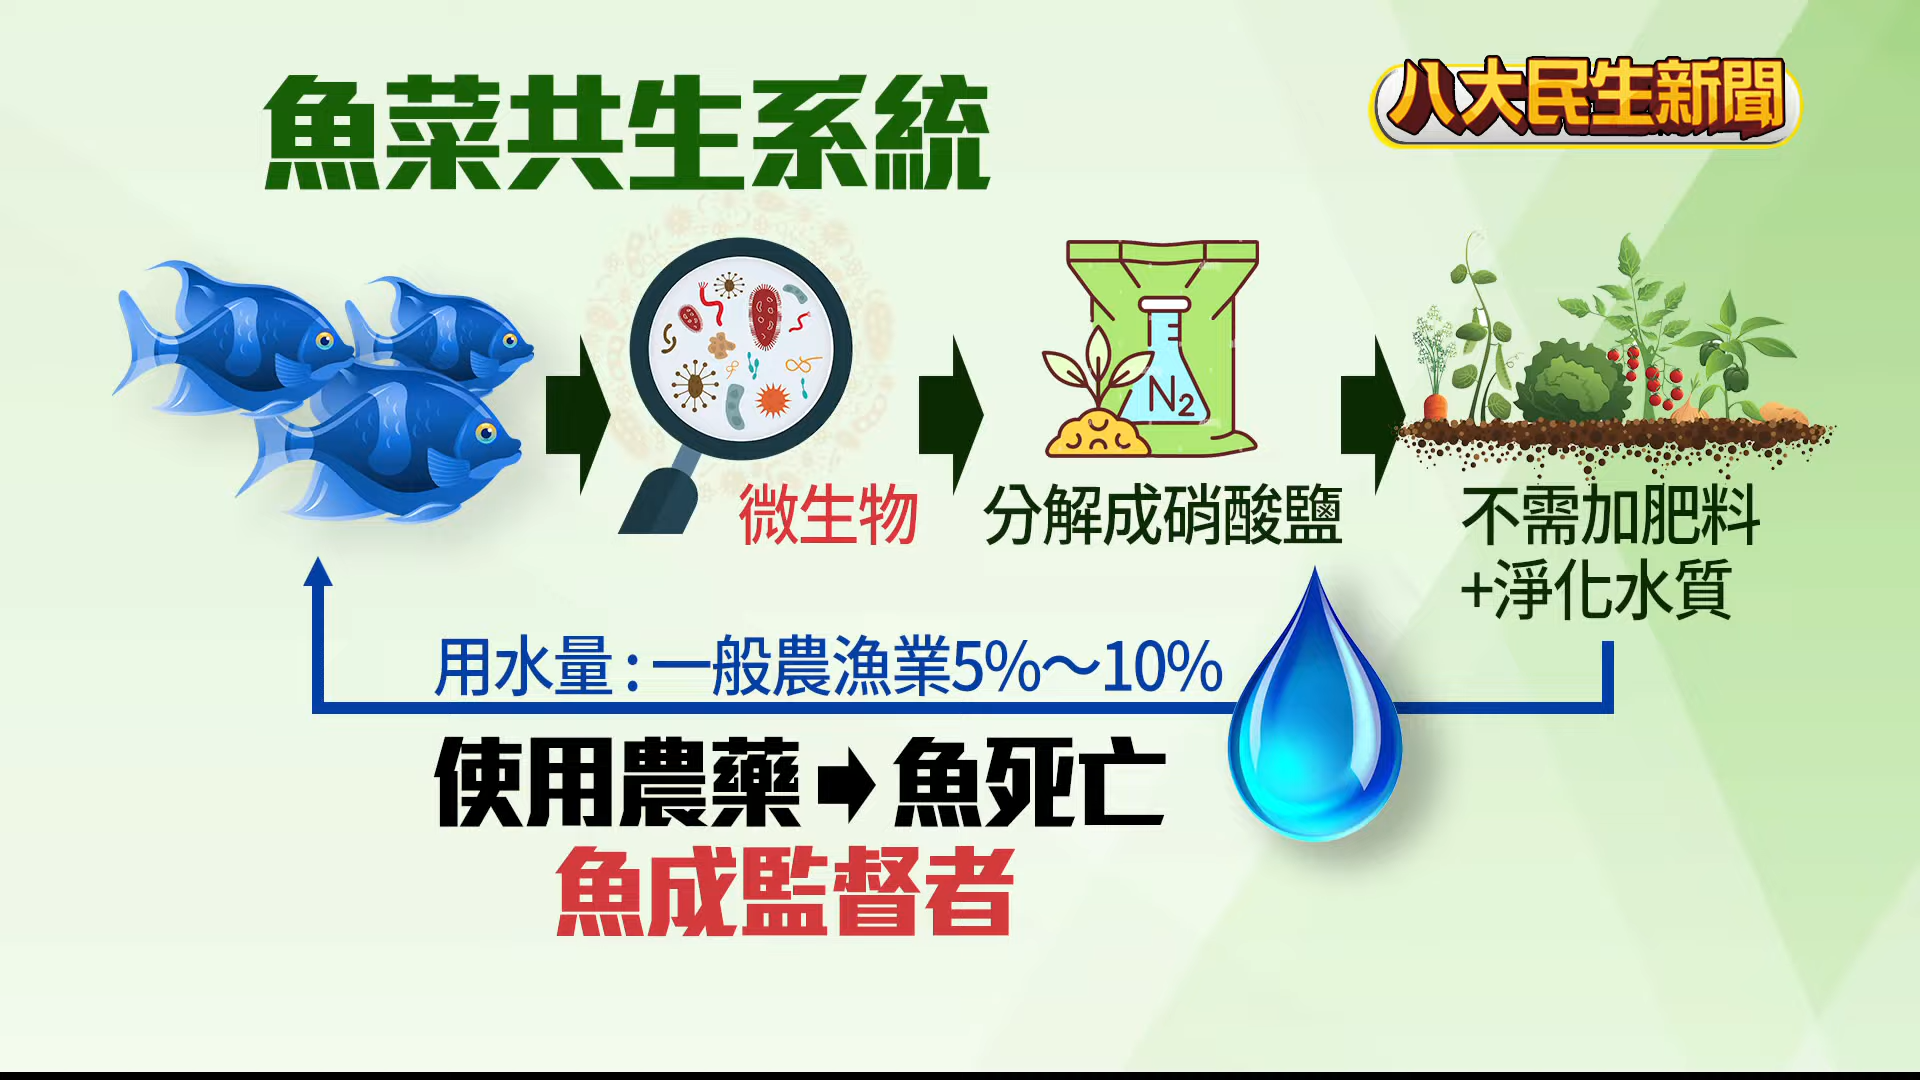 魚菜共生系統
八大民生新聞
N2
微生物
分解成硝酸鹽
不需加肥料
+淨化水質
用水量:一般農漁業5%～10%
使用農藥➡魚死亡
魚成監督者